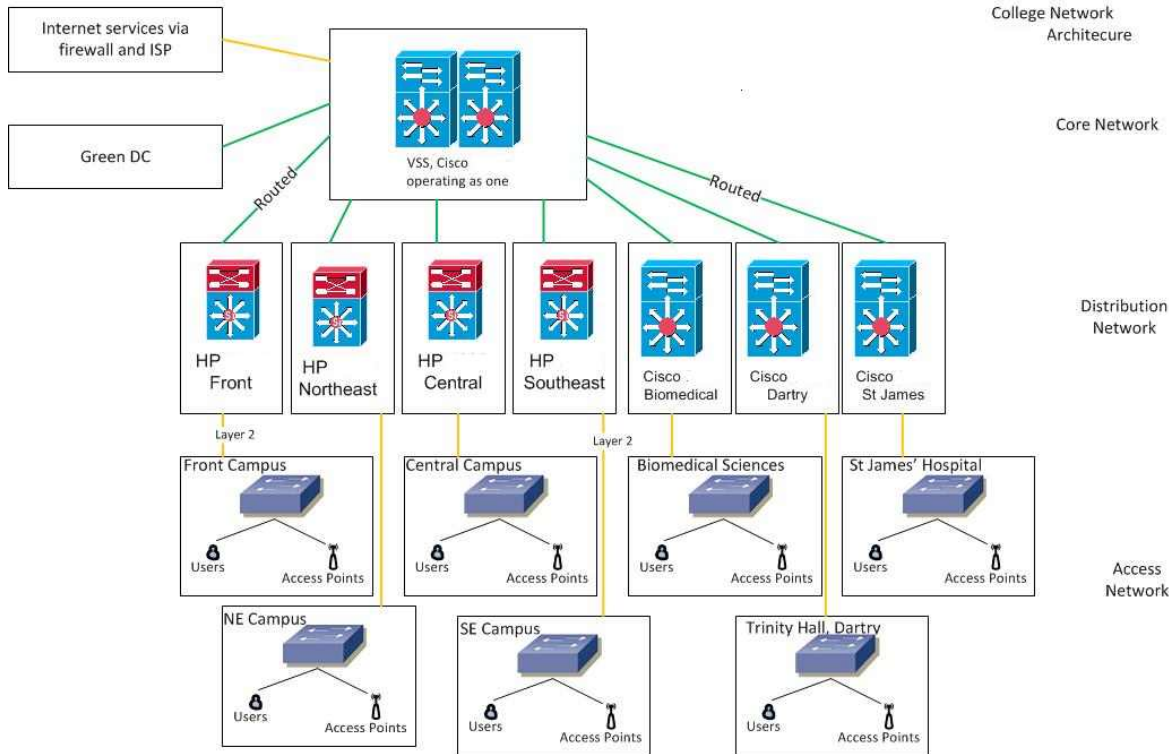 College Network
Architecure
Internet services via
firewall and ISP
Core Network
Green DC
VSS, Cisco
operating as one
Routed
Routed
Distribution
Network
HP
Front
HP
Northeast
HP
Central
HP
Southeast
Cisco
Biomedical
Cisco
Dartry
Cisco
St James
Layer 2
Layer 2
Front Campus
Users
Access Points
Central Campus
Users
Access Points
Biomedical Sciences
Users
Access Points
St James' Hospital
Users
Access Points
Access
Network
NE Campus
Users
Access Points
SE Campus
Users
Access Points
Trinity Hall, Dartry
Users
Access Points